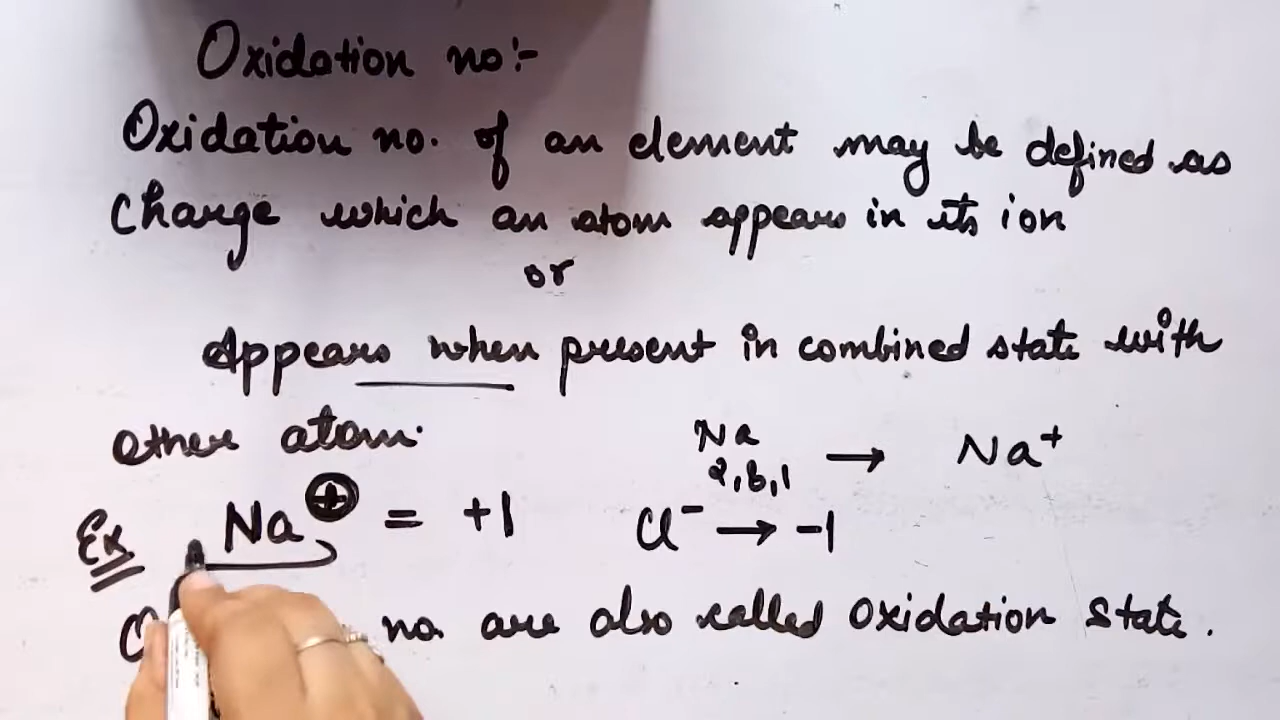 Oxidation no:-
Oxidation no. of an element may be defined as
Charge which an atom appears in its ion
or
Appears when present in combined state with
other atom.
Na → Na⁺
2,8,1
Ex Na⊕ = +1
Cl⁻ → -1
no. are also called Oxidation State.